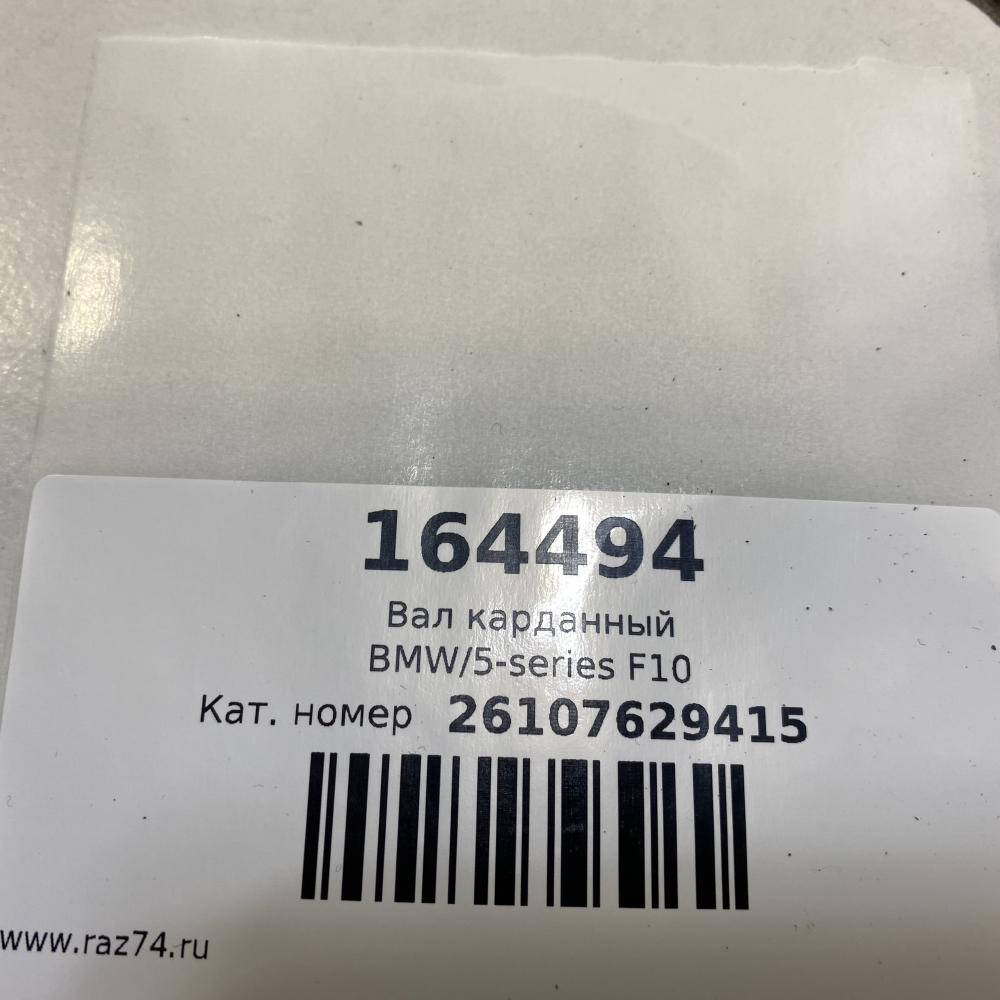 164494
Вал карданный
BMW/5-series F10
Кат. номер 26107629415
www.raz74.ru